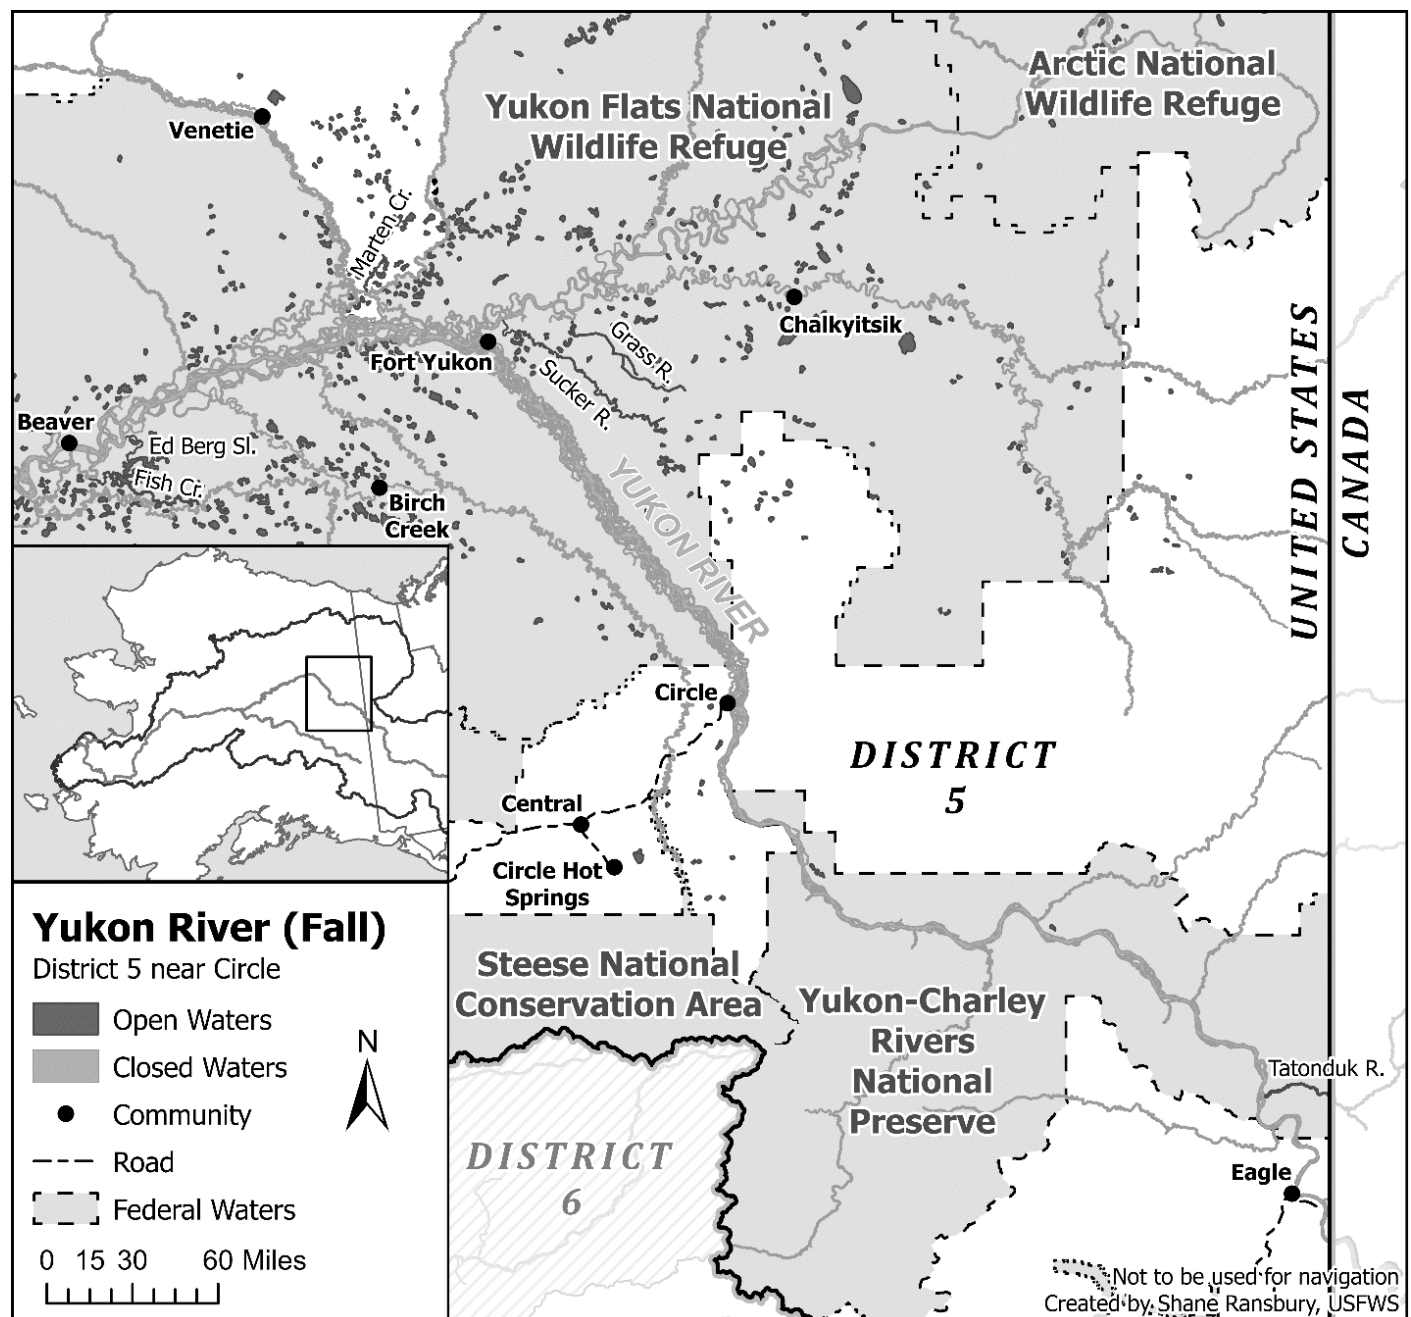 Arctic National
Wildlife Refuge
Yukon Flats National
Wildlife Refuge
Venetie
Marten Cr.
Chalkyitsik
Grass R.
Fort Yukon
Sucker R.
Beaver
Ed Berg Sl.
Fish Cr.
Birch
Creek
YUKON RIVER
UNITED STATES
CANADA
Circle
DISTRICT
5
Central
Circle Hot
Springs
Steese National
Conservation Area
Yukon-Charley
Rivers
National
Preserve
Tatonduk R.
DISTRICT
6
Eagle
Yukon River (Fall)
District 5 near Circle
Open Waters
Closed Waters
Community
Road
Federal Waters
N
0 15 30 60 Miles
Not to be used for navigation
Created by Shane Ransbury, USFWS